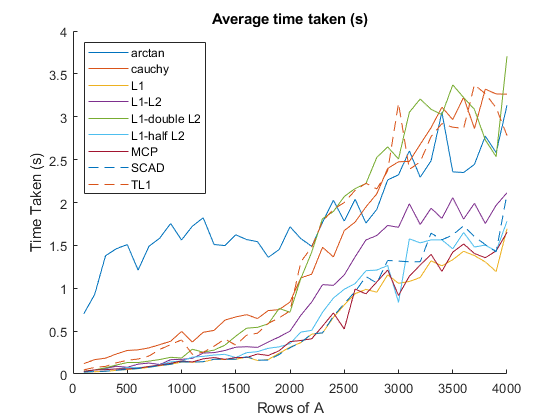 Average time taken (s)
4
3.5
3
2.5
2
1.5
1
0.5
0
Time Taken (s)
arctan
cauchy
L1
L1-L2
L1-double L2
L1-half L2
MCP
SCAD
TL1
0 500 1000 1500 2000 2500 3000 3500 4000
Rows of A